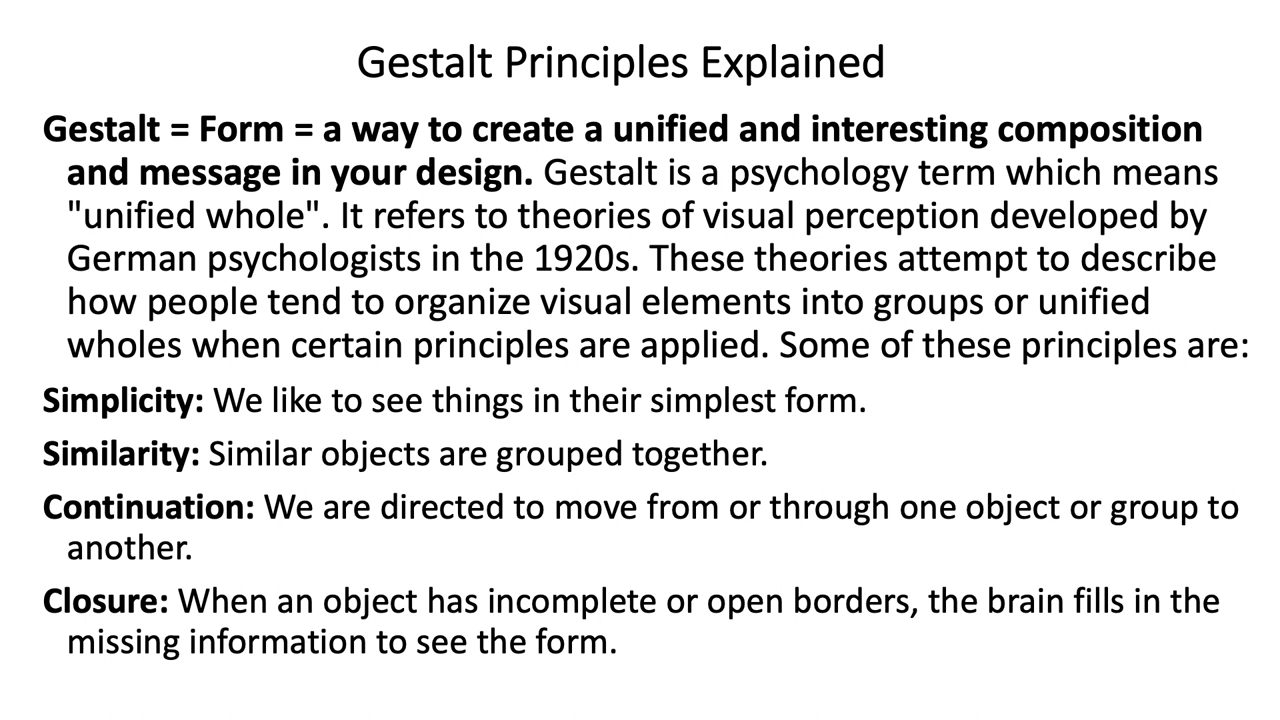 Gestalt Principles Explained
Gestalt = Form = a way to create a unified and interesting composition
and message in your design. Gestalt is a psychology term which means
"unified whole". It refers to theories of visual perception developed by
German psychologists in the 1920s. These theories attempt to describe
how people tend to organize visual elements into groups or unified
wholes when certain principles are applied. Some of these principles are:
Simplicity: We like to see things in their simplest form.
Similarity: Similar objects are grouped together.
Continuation: We are directed to move from or through one object or group to
another.
Closure: When an object has incomplete or open borders, the brain fills in the
missing information to see the form.